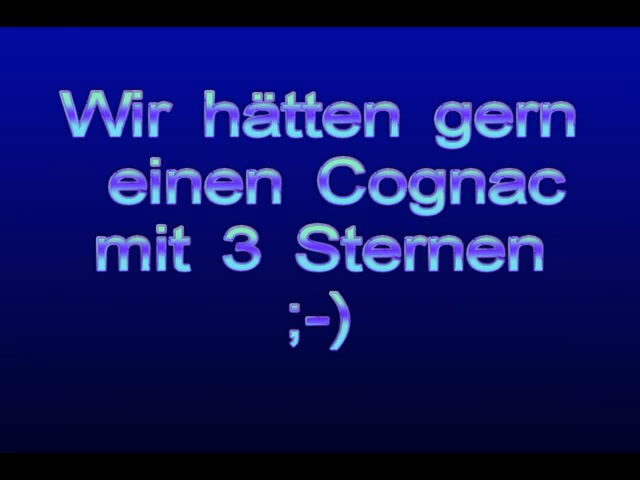 Wir hätten gern
einen Cognac
mit 3 Sternen
;-)